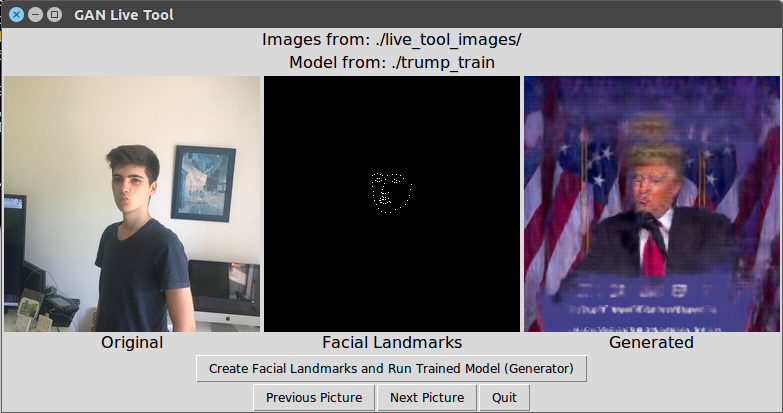 GAN Live Tool
Images from: ./live_tool_images/
Model from: ./trump_train
Original
Facial Landmarks
Generated
Create Facial Landmarks and Run Trained Model (Generator)
Previous Picture
Next Picture
Quit